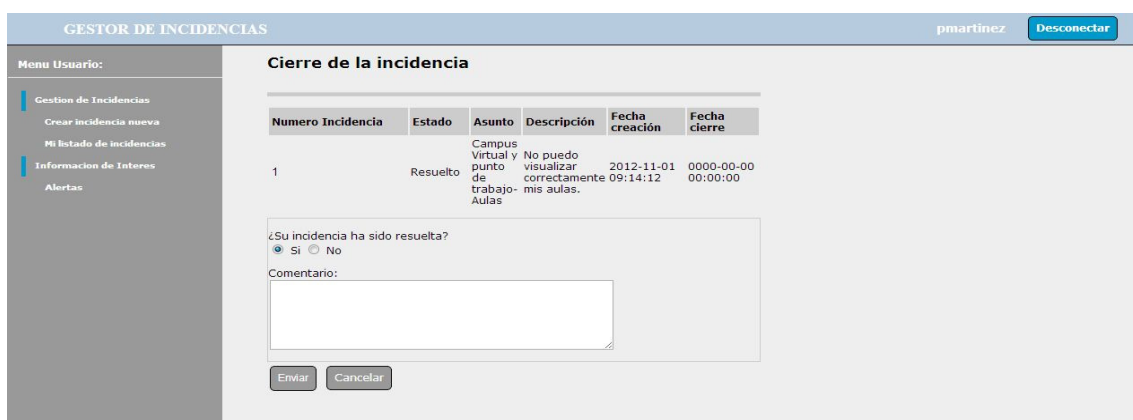 GESTOR DE INCIDENCIAS
pmartinez
Desconectar
Menu Usuario:
Gestion de Incidencias
Crear incidencia nueva
Mi listado de incidencias
Informacion de Interes
Alertas
Cierre de la incidencia
Numero Incidencia Estado Asunto Descripción Fecha creación Fecha cierre
1 Resuelto
Campus
Virtual y
punto
de
trabajo-
Aulas
No puedo
visualizar
correctamente
mis aulas.
2012-11-01
09:14:12
0000-00-00
00:00:00
¿Su incidencia ha sido resuelta?
Si No
Comentario:
Enviar Cancelar